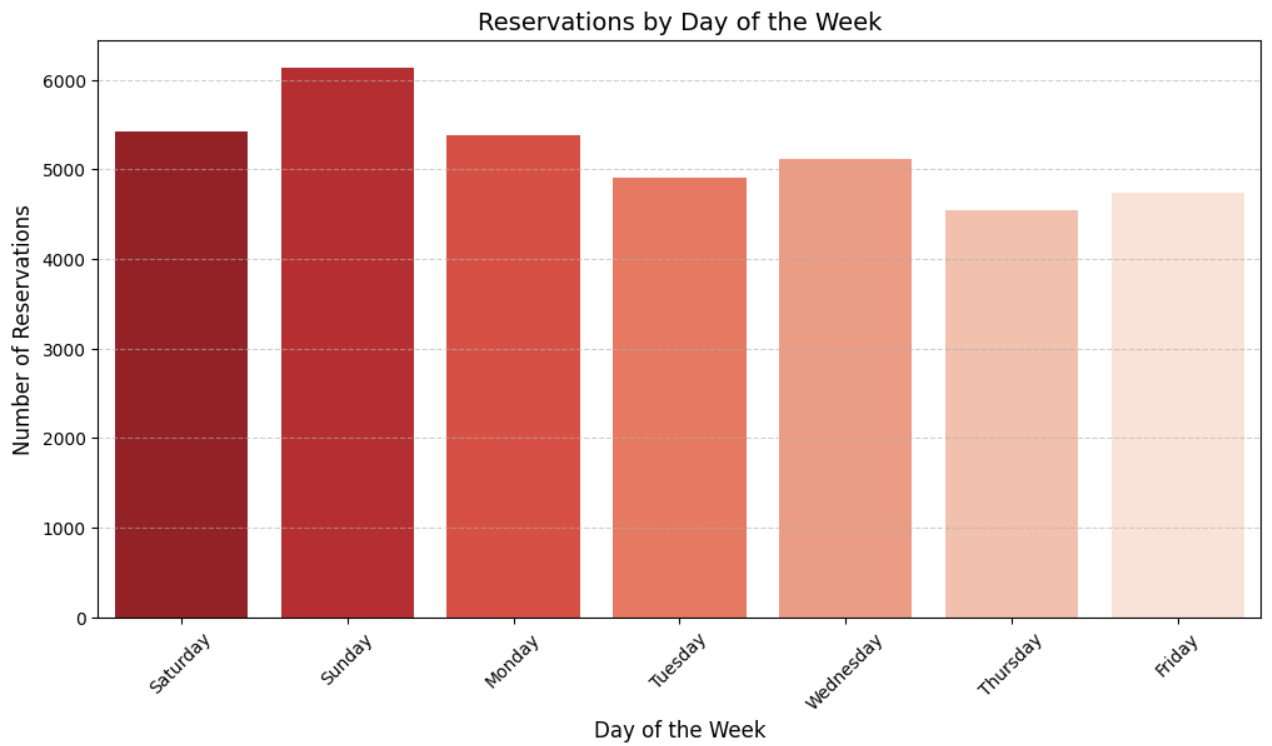 Reservations by Day of the Week
Number of Reservations
6000
5000
4000
3000
2000
1000
0
Saturday
Sunday
Monday
Tuesday
Wednesday
Thursday
Friday
Day of the Week